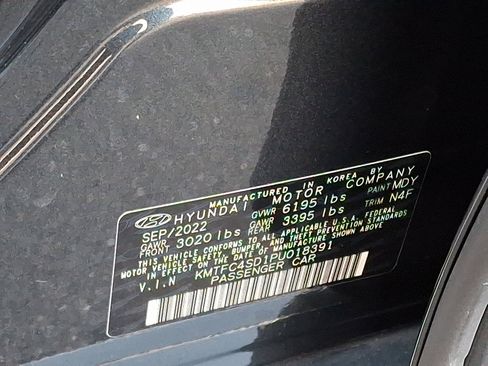 MANUFACTURED IN KOREA BY
HYUNDAI MOTOR COMPANY
SEP/2022 GVWR 6195 lbs PAINT MDY
GAWR FRONT 3020 lbs GAWR REAR 3395 lbs TRIM N4F
THIS VEHICLE CONFORMS TO ALL APPLICABLE U.S.A. FEDERAL
MOTOR VEHICLE SAFETY, BUMPER, AND THEFT PREVENTION STANDARDS
IN EFFECT ON THE DATE OF MANUFACTURE SHOWN ABOVE.
V.I.N KMTFC4SD1PU018391
PASSENGER CAR